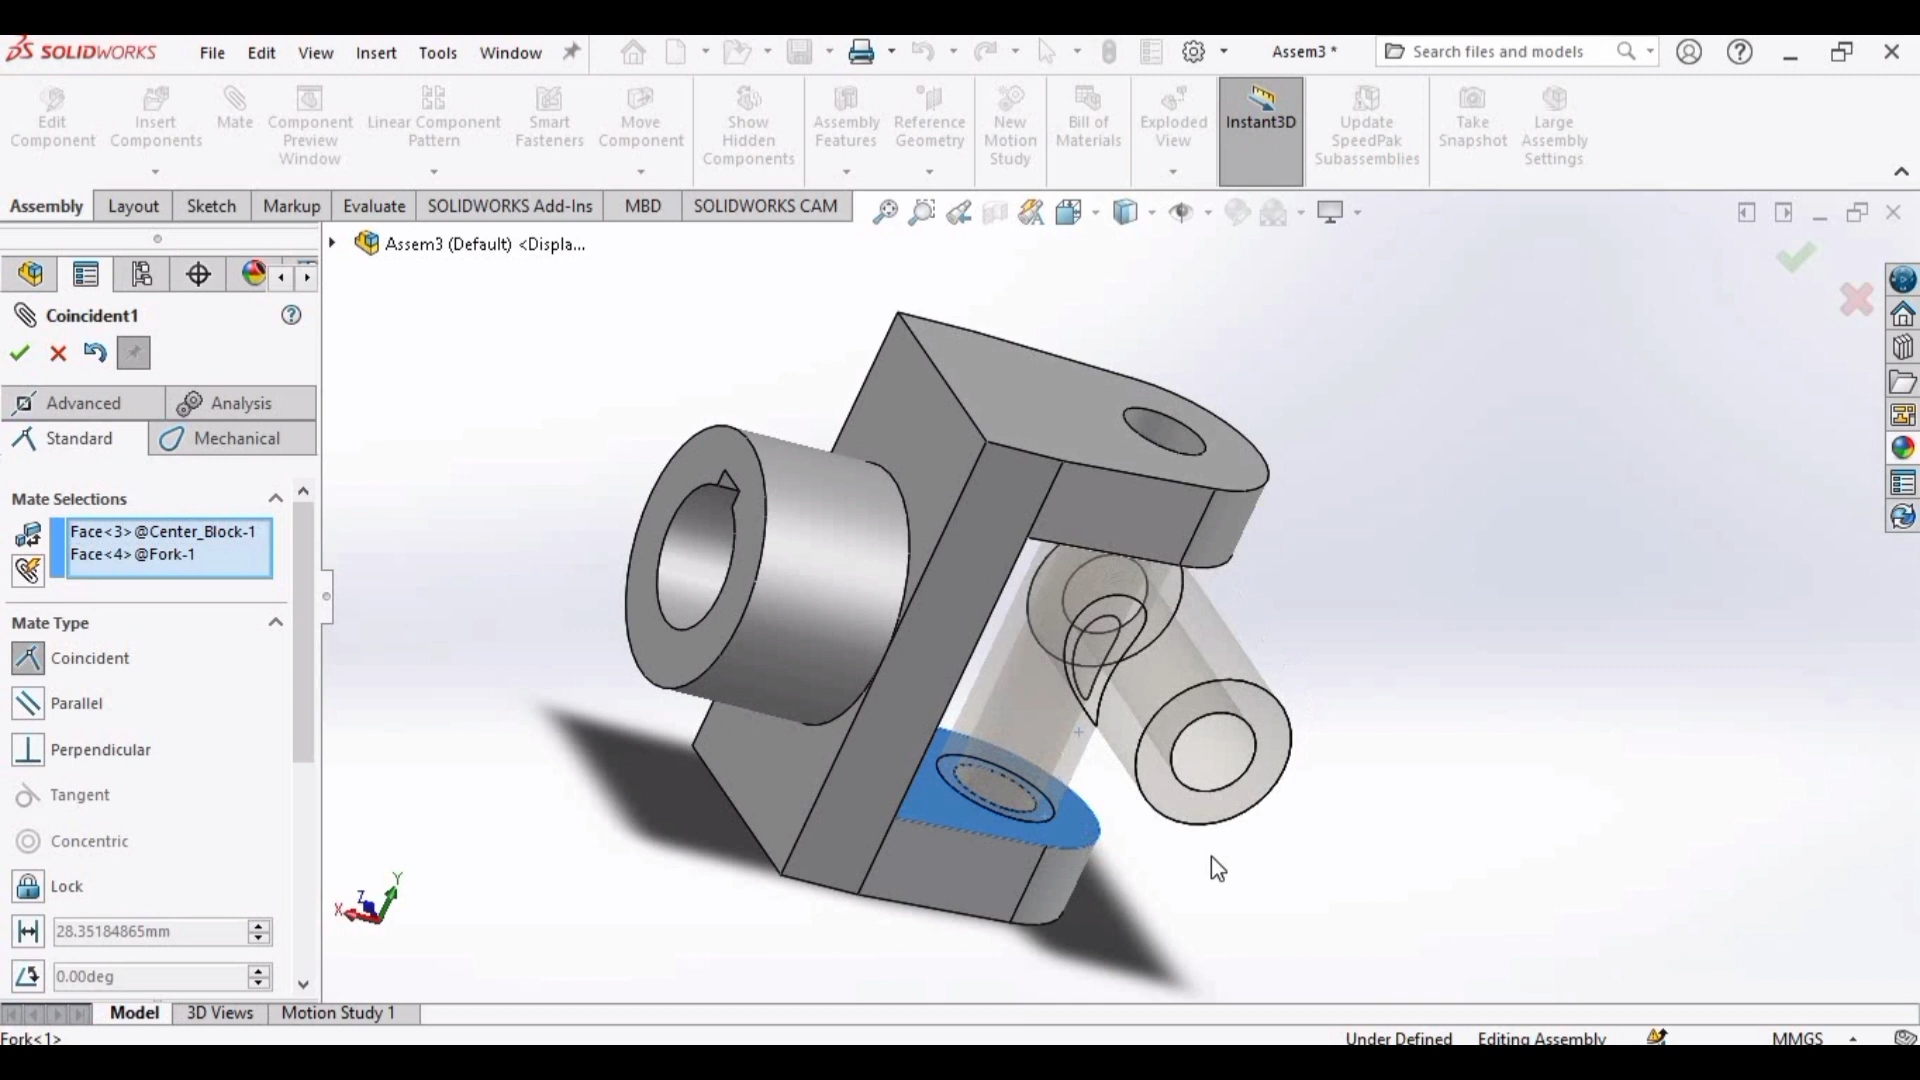 SOLIDWORKS File Edit View Insert Tools Window Assem3 * Search files and models
Edit Component
Insert Components
Mate
Component Preview Window
Linear Component Pattern
Smart Fasteners
Move Component
Show Hidden Components
Assembly Features
Reference Geometry
New Motion Study
Bill of Materials
Exploded View
Instant3D
Update SpeedPak Subassemblies
Take Snapshot
Large Assembly Settings
Assembly Layout Sketch Markup Evaluate SOLIDWORKS Add-Ins MBD SOLIDWORKS CAM
Assem3 (Default) <Displa...
Coincident1
Advanced Analysis
Standard Mechanical
Mate Selections
Face<3>@Center_Block-1
Face<4>@Fork-1
Mate Type
Coincident
Parallel
Perpendicular
Tangent
Concentric
Lock
28.35184865mm
0.00deg
X Z Y
Model 3D Views Motion Study 1
Fork<1> Under Defined Editing Assembly MMGS